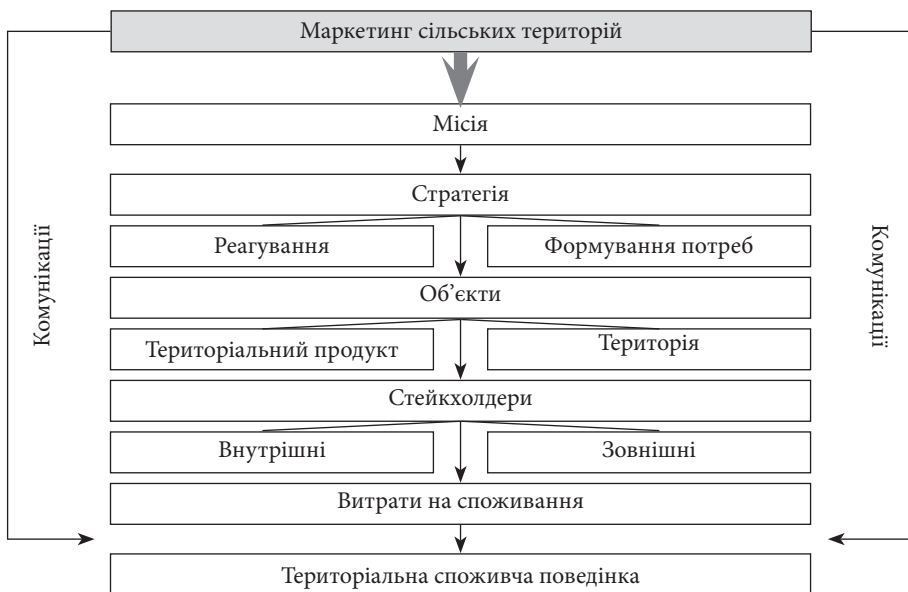 Маркетинг сільських територій
Місія
Стратегія
Реагування
Формування потреб
Об’єкти
Територіальний продукт
Територія
Стейкхолдери
Внутрішні
Зовнішні
Витрати на споживання
Територіальна споживча поведінка
Комунікації
Комунікації